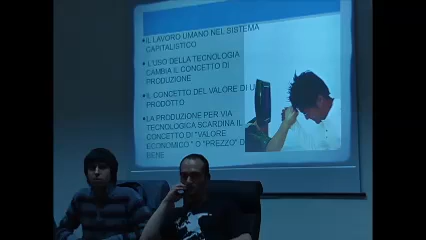 IL LAVORO UMANO NEL SISTEMA
CAPITALISTICO
L'USO DELLA TECNOLOGIA
CAMBIA IL CONCETTO DI
PRODUZIONE
IL CONCETTO DEL VALORE DI U
PRODOTTO
LA PRODUZIONE PER VIA
TECNOLOGICA SCARDINA IL
CONCETTO DI "VALORE
ECONOMICO " O "PREZZO" D
BENE